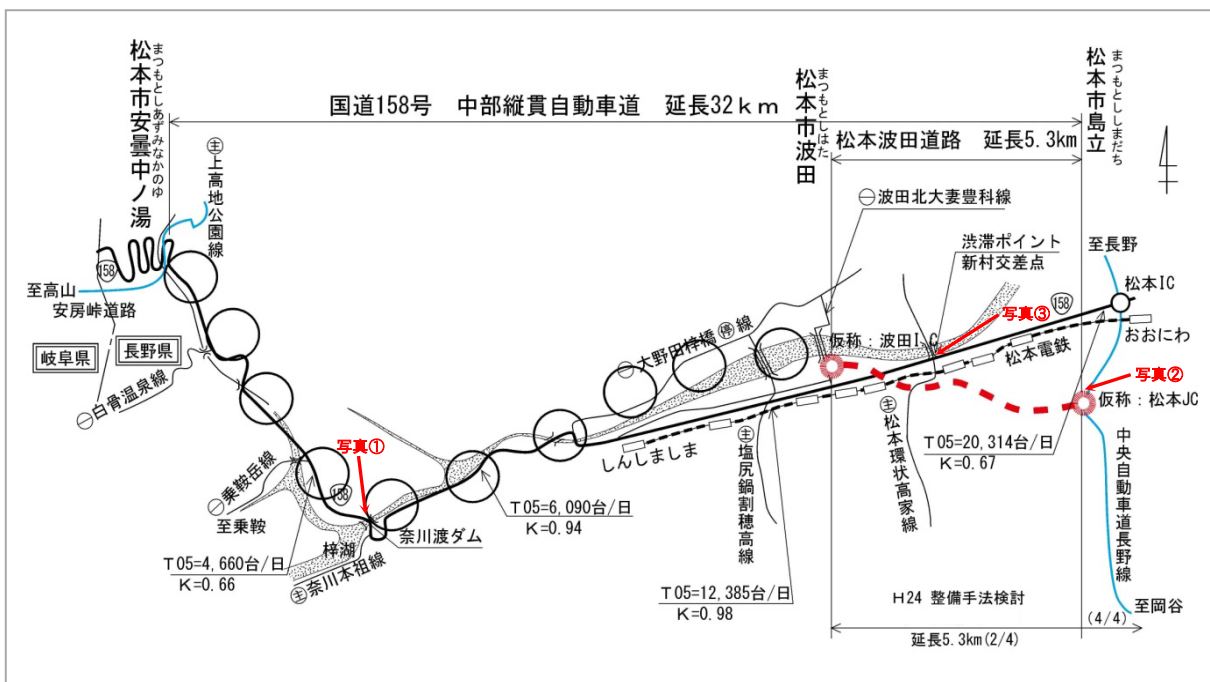 まつもとしあずみなかのゆ
松本市安曇中ノ湯
国道158号 中部縦貫自動車道 延長32km
まつもとしはた
松本市波田
松本波田道路 延長5.3km
まつもとししまだち
松本市島立
主上高地公園線
158
至高山
安房峠道路
岐阜県
長野県
白骨温泉線
乗鞍岳線
至乗鞍
T05=4,660台/日
K=0.66
写真①
158
梓湖
主奈川本祖線
奈川渡ダム
T05=6,090台/日
K=0.94
しんしましま
大野田梓橋停線
波田北大妻豊科線
渋滞ポイント
新村交差点
写真③
仮称:波田IC
158
至長野
松本IC
おおにわ
松本電鉄
写真②
仮称:松本JC
主塩尻鍋割穂高線
主松本環状高家線
T05=20,314台/日
K=0.67
中央自動車道長野線
T05=12,385台/日
K=0.98
H24 整備手法検討
至岡谷
(4/4)
延長5.3km(2/4)